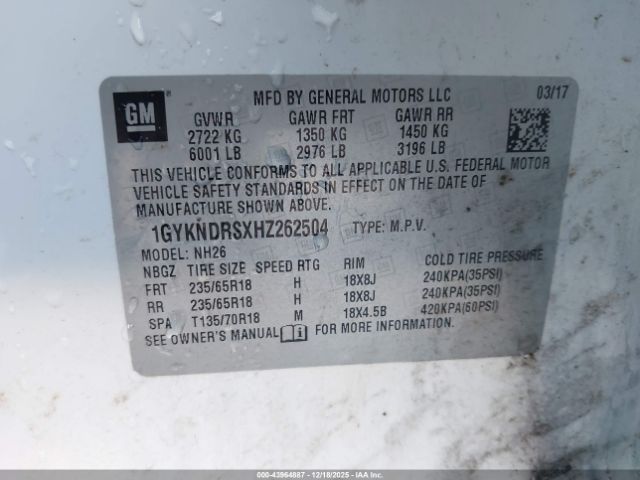 GM ®
MFD BY GENERAL MOTORS LLC 03/17
GVWR GAWR FRT GAWR RR
2722 KG 1350 KG 1450 KG
6001 LB 2976 LB 3196 LB
THIS VEHICLE CONFORMS TO ALL APPLICABLE U.S. FEDERAL MOTOR
VEHICLE SAFETY STANDARDS IN EFFECT ON THE DATE OF
MANUFACTURE SHOWN ABOVE.
1GYKNDRSXHZ262504 TYPE: M.P.V.
MODEL: NH26
NBGZ TIRE SIZE SPEED RTG RIM COLD TIRE PRESSURE
FRT 235/65R18 H 18X8J 240KPA(35PSI)
RR 235/65R18 H 18X8J 240KPA(35PSI)
SPA T135/70R18 M 18X4.5B 420KPA(60PSI)
SEE OWNER'S MANUAL FOR MORE INFORMATION.
000-43964887 - 12/18/2025 - COPART